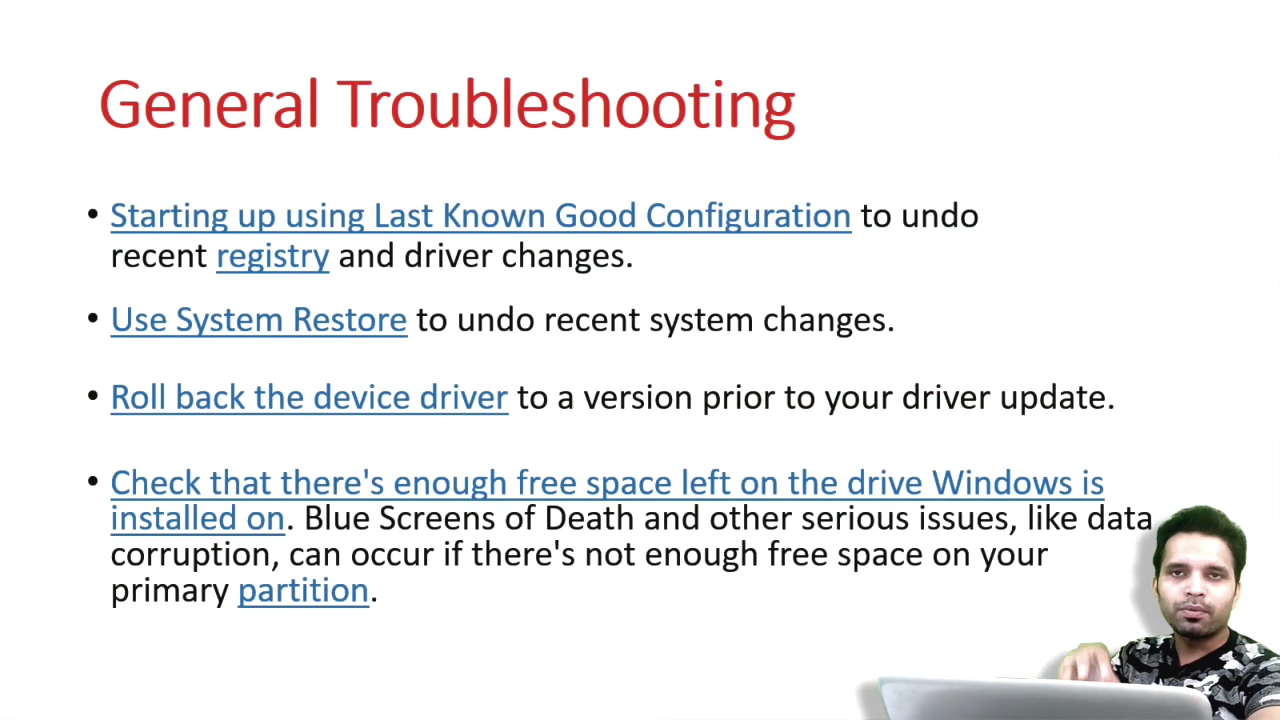 General Troubleshooting
• Starting up using Last Known Good Configuration to undo
recent registry and driver changes.
• Use System Restore to undo recent system changes.
• Roll back the device driver to a version prior to your driver update.
• Check that there's enough free space left on the drive Windows is
installed on. Blue Screens of Death and other serious issues, like data
corruption, can occur if there's not enough free space on your
primary partition.